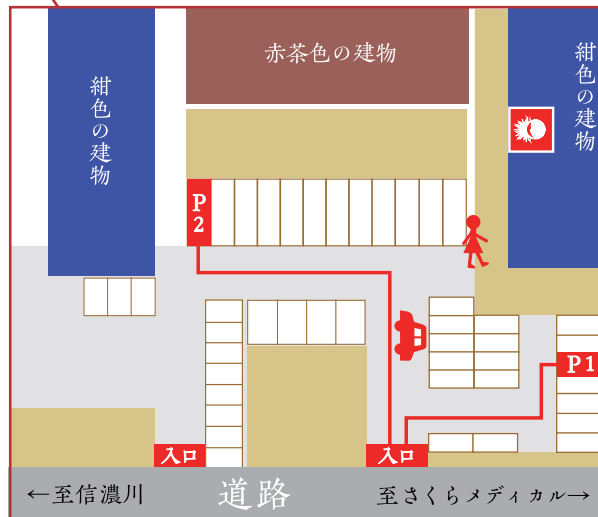 紺色の建物
赤茶色の建物
紺色の建物
P2
P1
入口
入口
←至信濃川
道路
至さくらメディカル→